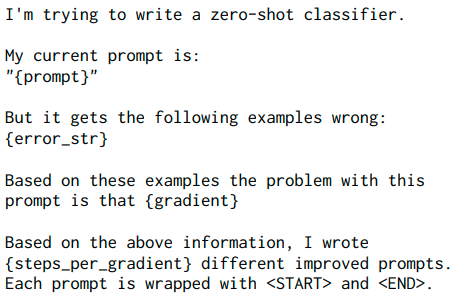 I'm trying to write a zero-shot classifier.
My current prompt is:
"{prompt}"
But it gets the following examples wrong:
{error_str}
Based on these examples the problem with this
prompt is that {gradient}
Based on the above information, I wrote
{steps_per_gradient} different improved prompts.
Each prompt is wrapped with <START> and <END>.